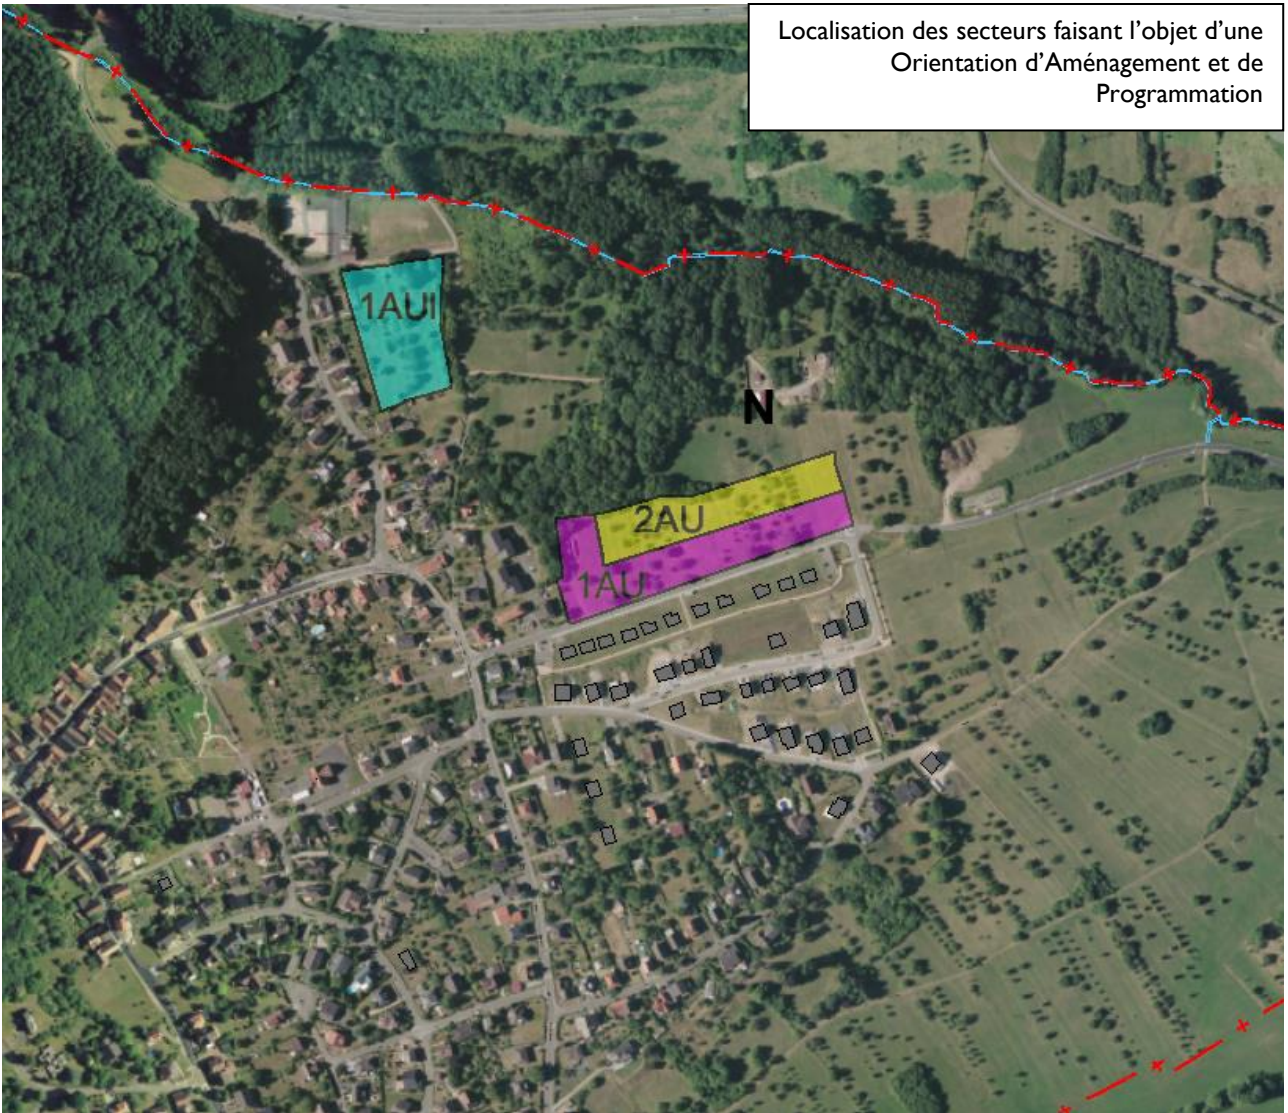 Localisation des secteurs faisant l'objet d'une
Orientation d'Aménagement et de
Programmation
1AUl
N
2AU
1AU